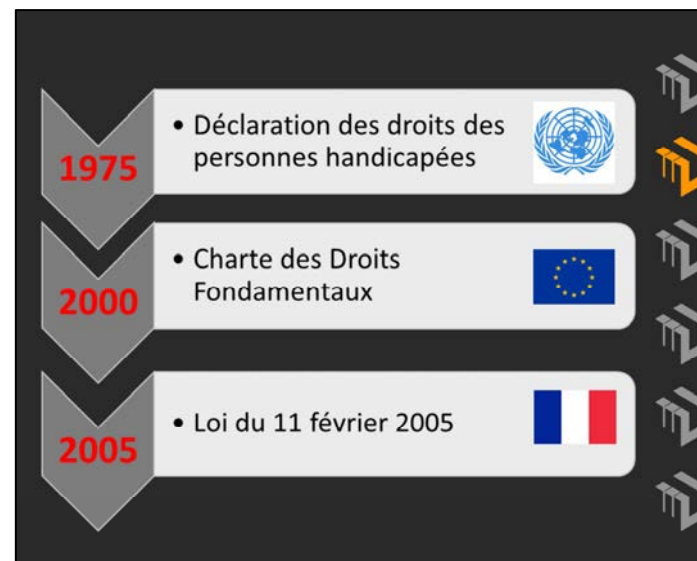 1975
• Déclaration des droits des
personnes handicapées
2000
• Charte des Droits
Fondamentaux
2005
• Loi du 11 février 2005